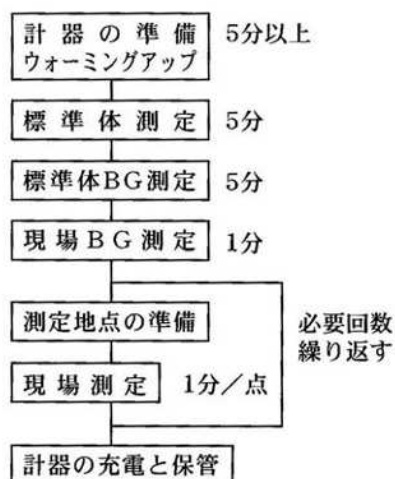 計器の準備 5分以上
ウォーミングアップ
標準体測定 5分
標準体BG測定 5分
現場BG測定 1分
測定地点の準備
必要回数
繰り返す
現場測定 1分／点
計器の充電と保管